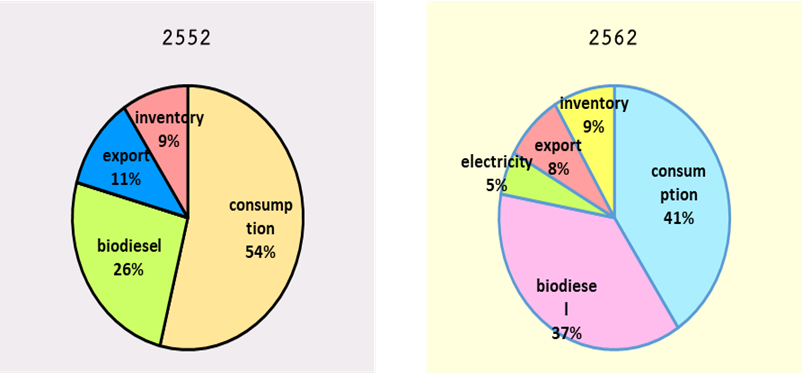 2552
inventory
9%
export
11%
consump
tion
54%
biodiesel
26%
2562
inventory
9%
export
8%
electricity
5%
consum
ption
41%
biodiese
l
37%